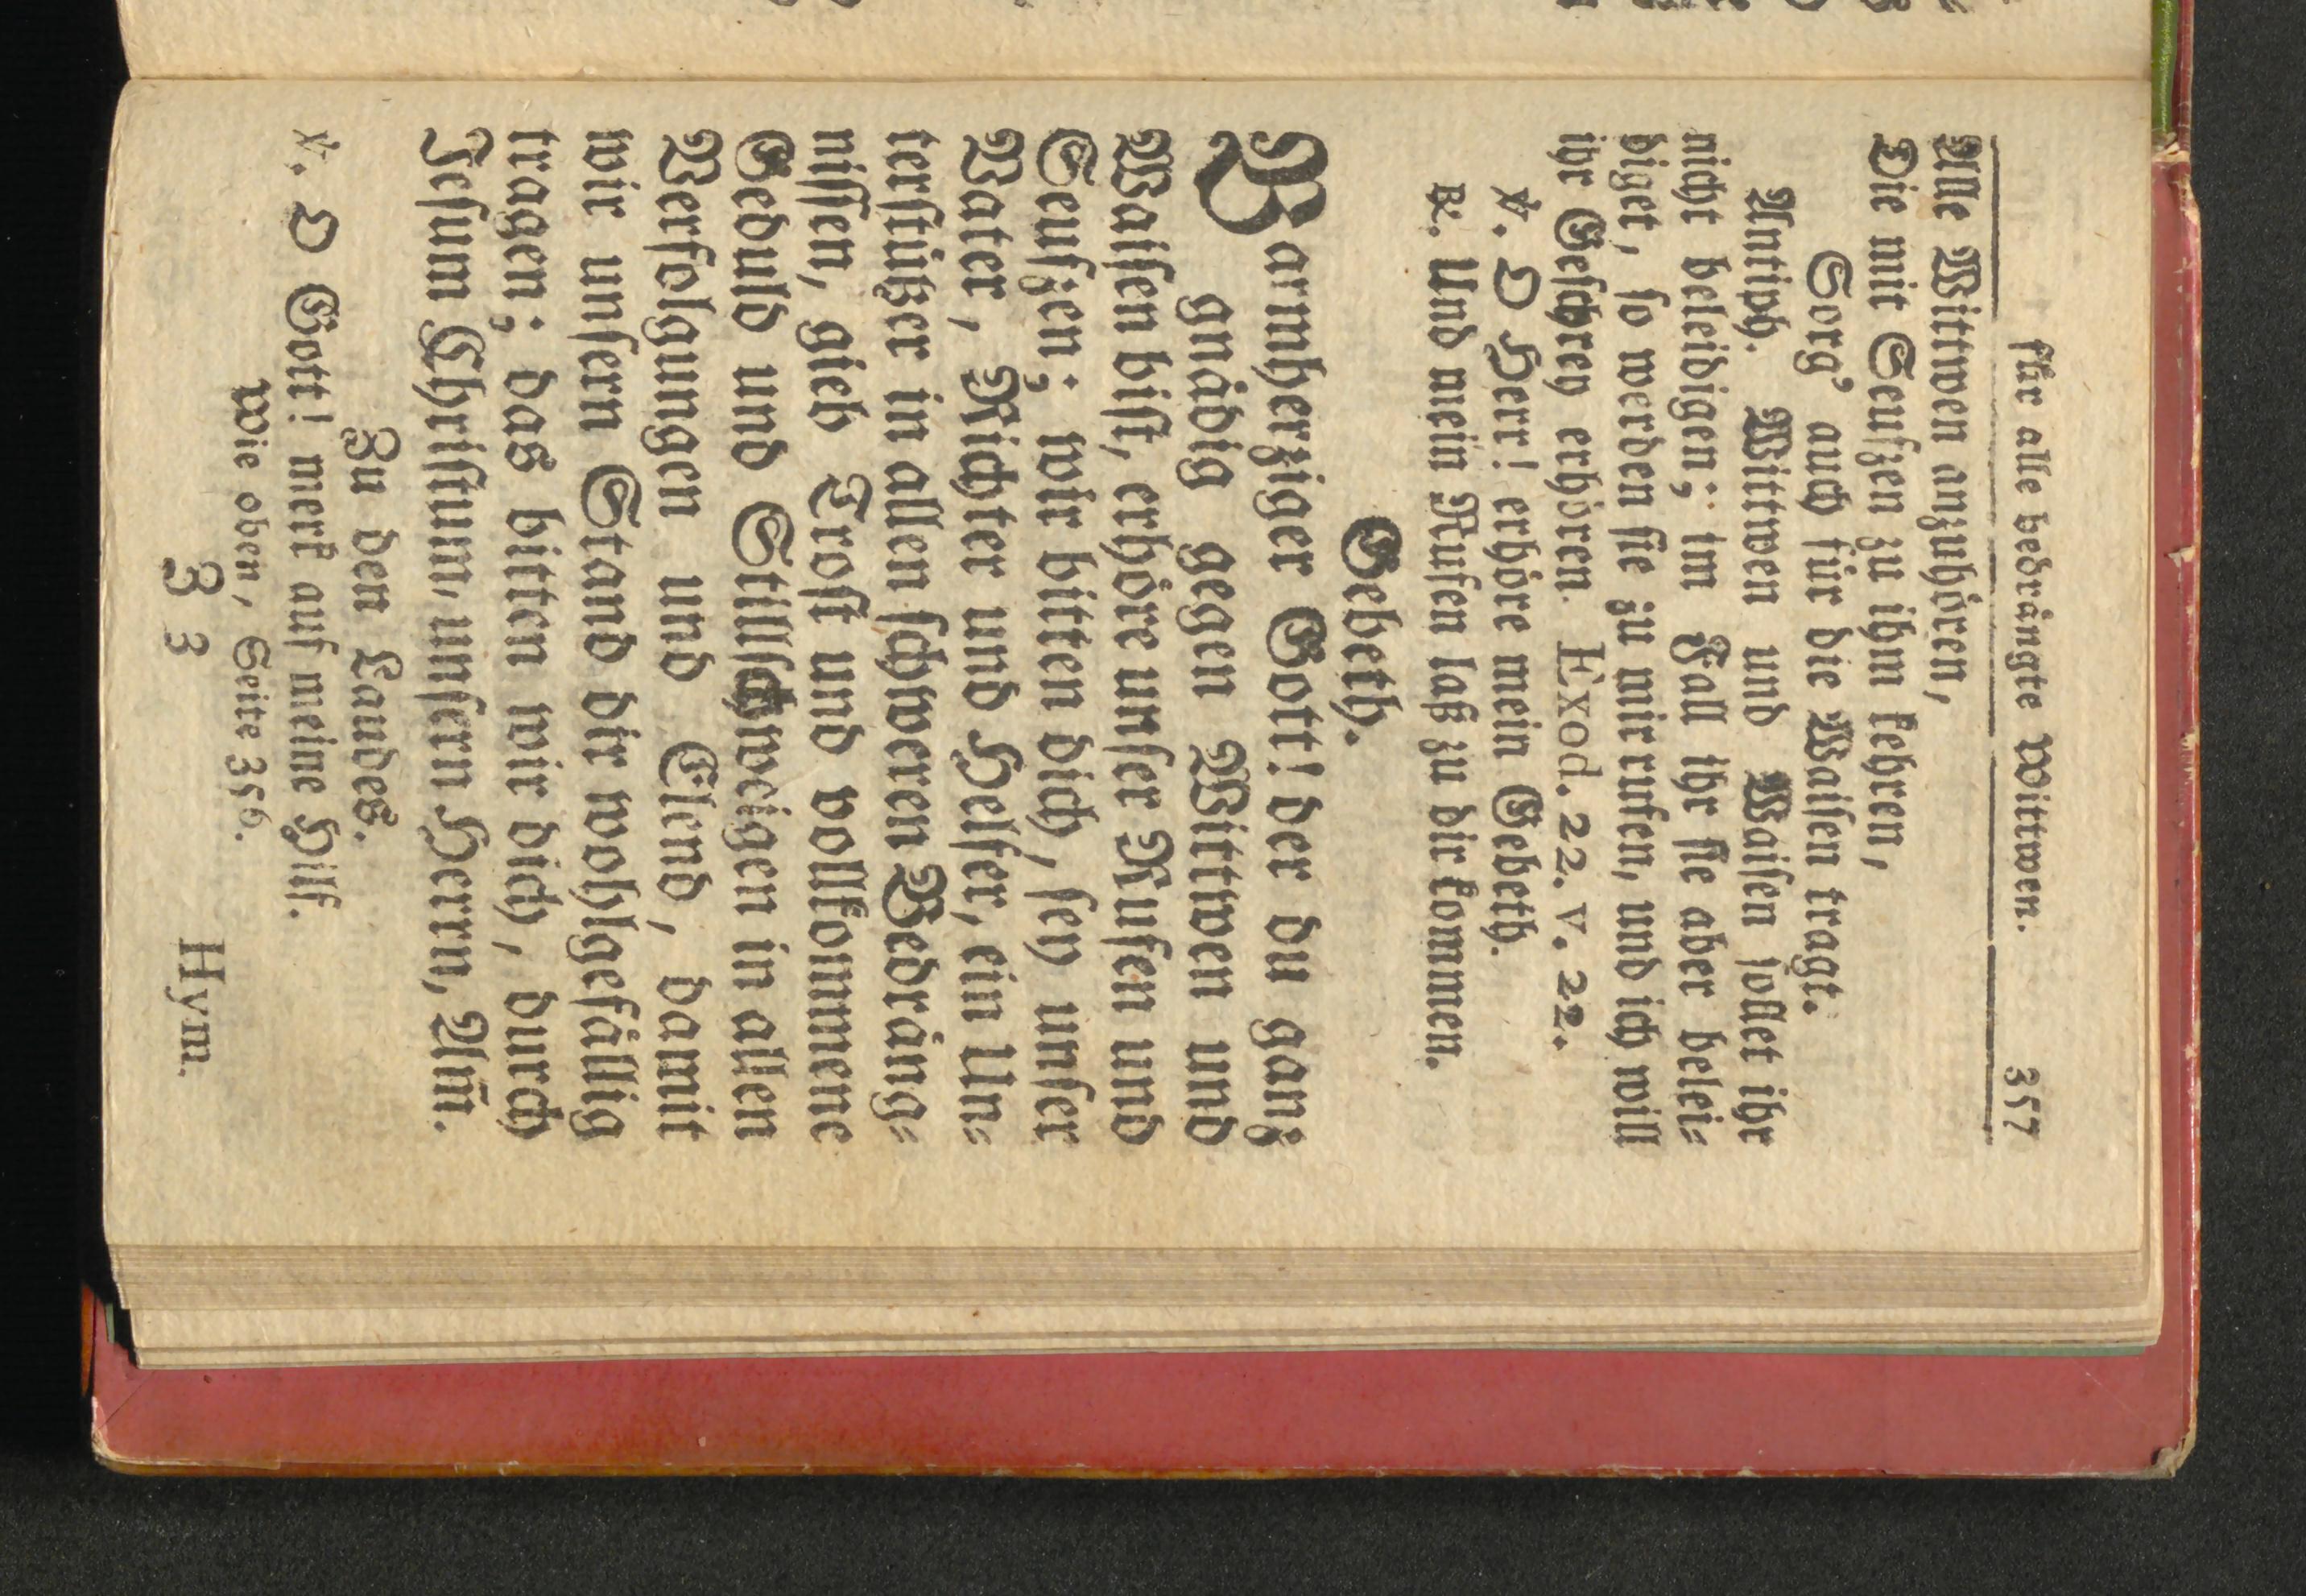 für alle bedrängte Wittwen. 357
Alle Wittwen anzuhören,
Die mit Seufzen zu ihm kehren,
Sorg' auch für die Waisen tragt.
Antiph. Wittwen und Waisen sollet ihr
nicht beleidigen; im Fall ihr sie aber belei-
diget, so werden sie zu mir rufen, und ich will
ihr Geschrey erhören. Exod. 22. v. 22.
℣. O Herr! erhöre mein Gebeth.
℟. Und mein Rufen laß zu dir kommen.
Gebeth.
Barmherziger Gott! der du ganz
gnädig gegen Wittwen und
Waisen bist, erhöre unser Rufen und
Seufzen; wir bitten dich, sey unser
Vater, Richter und Helfer, ein Un-
terstützer in allen schweren Bedräng-
nissen, gieb Trost und vollkommene
Geduld und Stillschweigen in allen
Verfolgungen und Elend, damit
wir unsern Stand dir wohlgefällig
tragen; das bitten wir dich, durch
Jesum Christum, unsern Herrn, Am̄.
Zu den Laudes.
℣. O Gott! merk auf meine Hilf.
Wie oben, Seite 356.
Z 3 Hym.